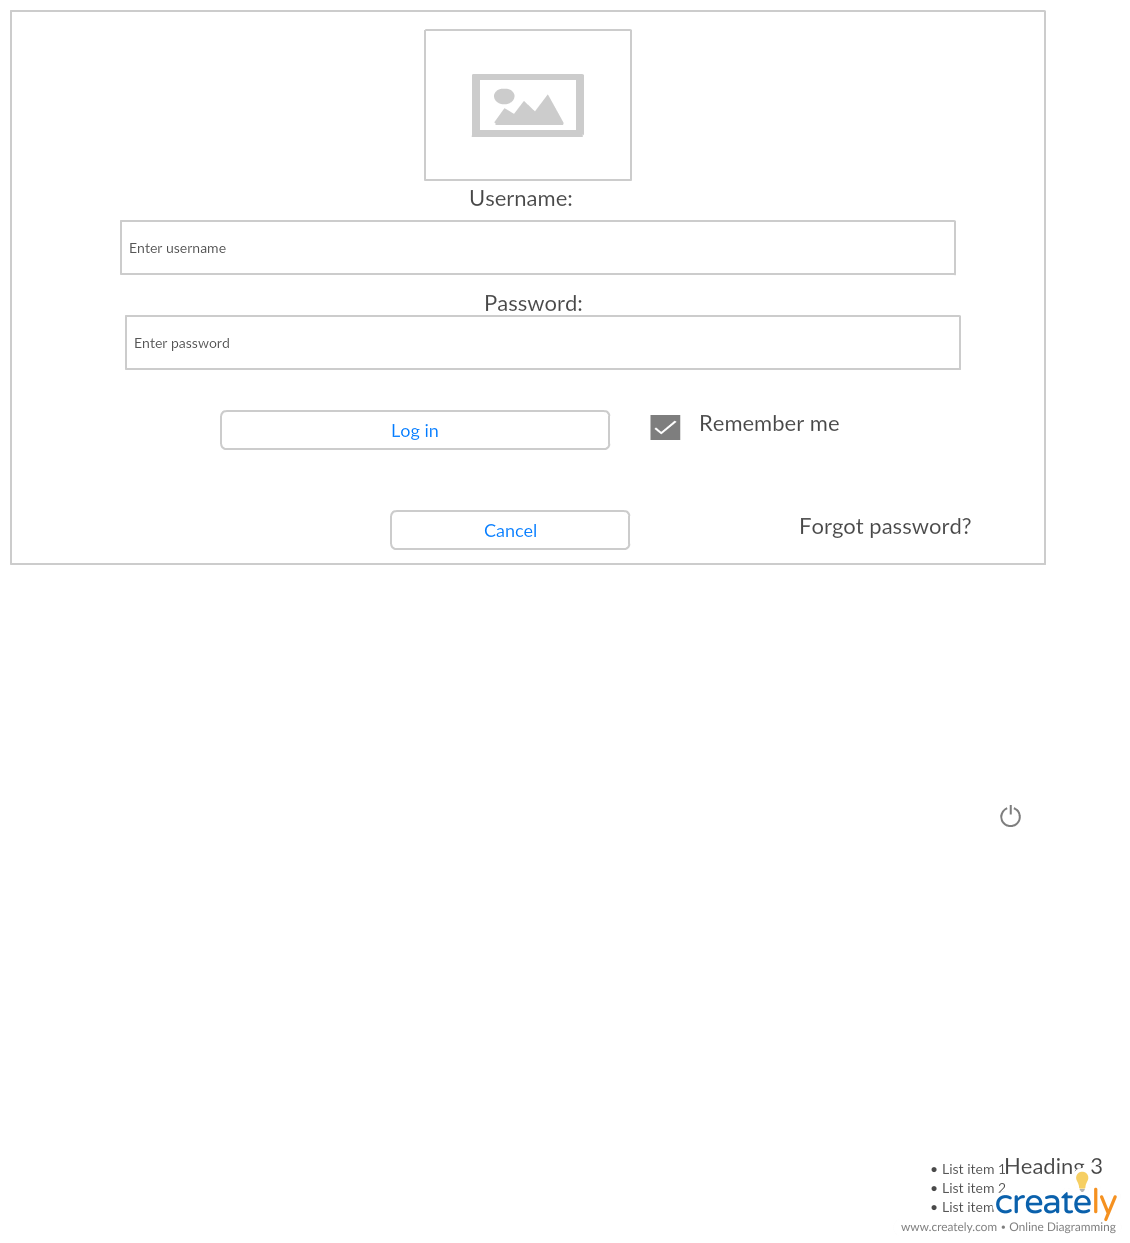 Username:
Enter username
Password:
Enter password
Log in
Remember me
Cancel
Forgot password?
Heading 3
• List item 1
• List item 2
• List item
creately
www.creately.com • Online Diagramming